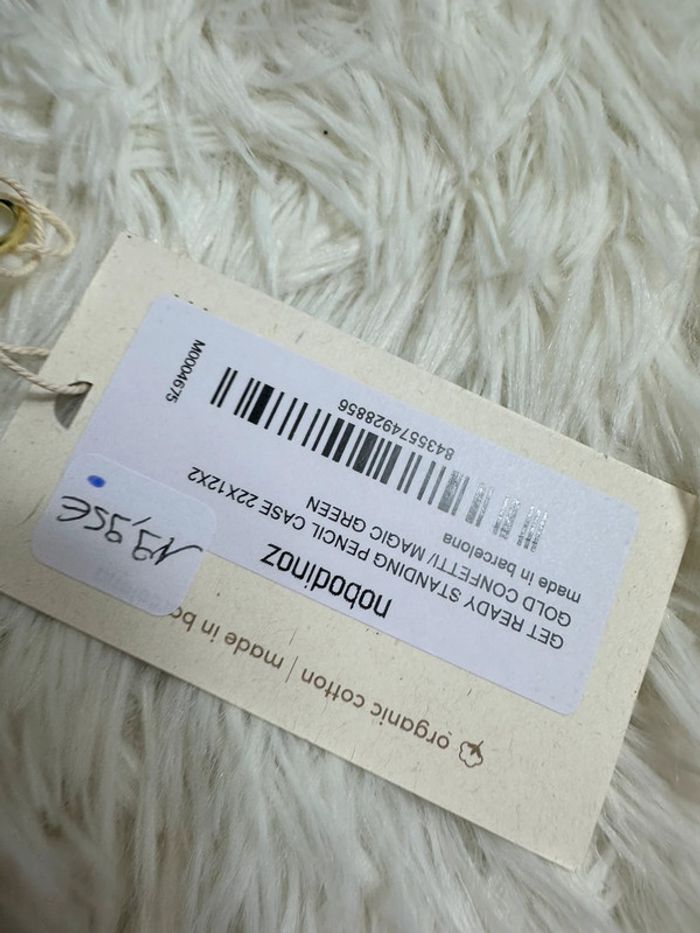 organic cotton | made in ba
nobodinoz
GET READY STANDING PENCIL CASE 22X12X2
GOLD CONFETTI/ MAGIC GREEN
made in barcelona
8435574928856
M0004675
19,95€